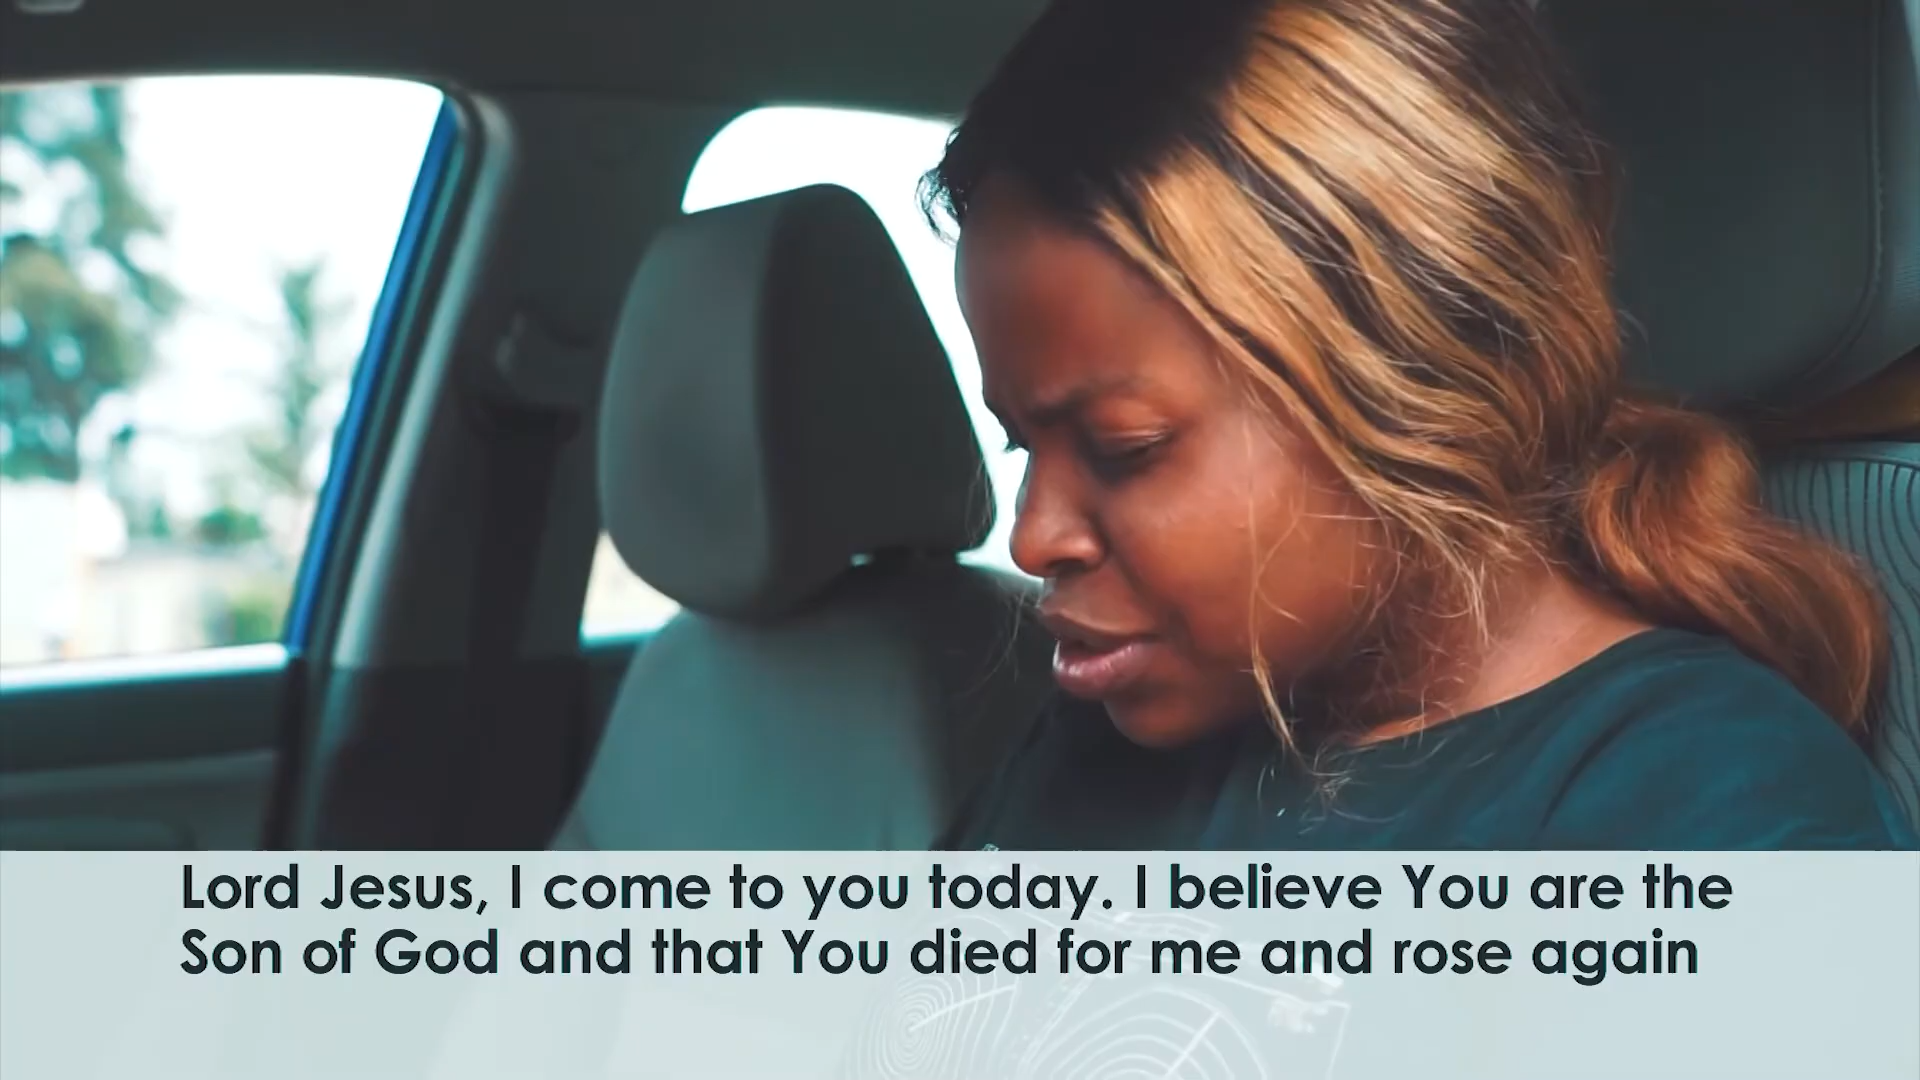 Lord Jesus, I come to you today. I believe You are the
Son of God and that You died for me and rose again